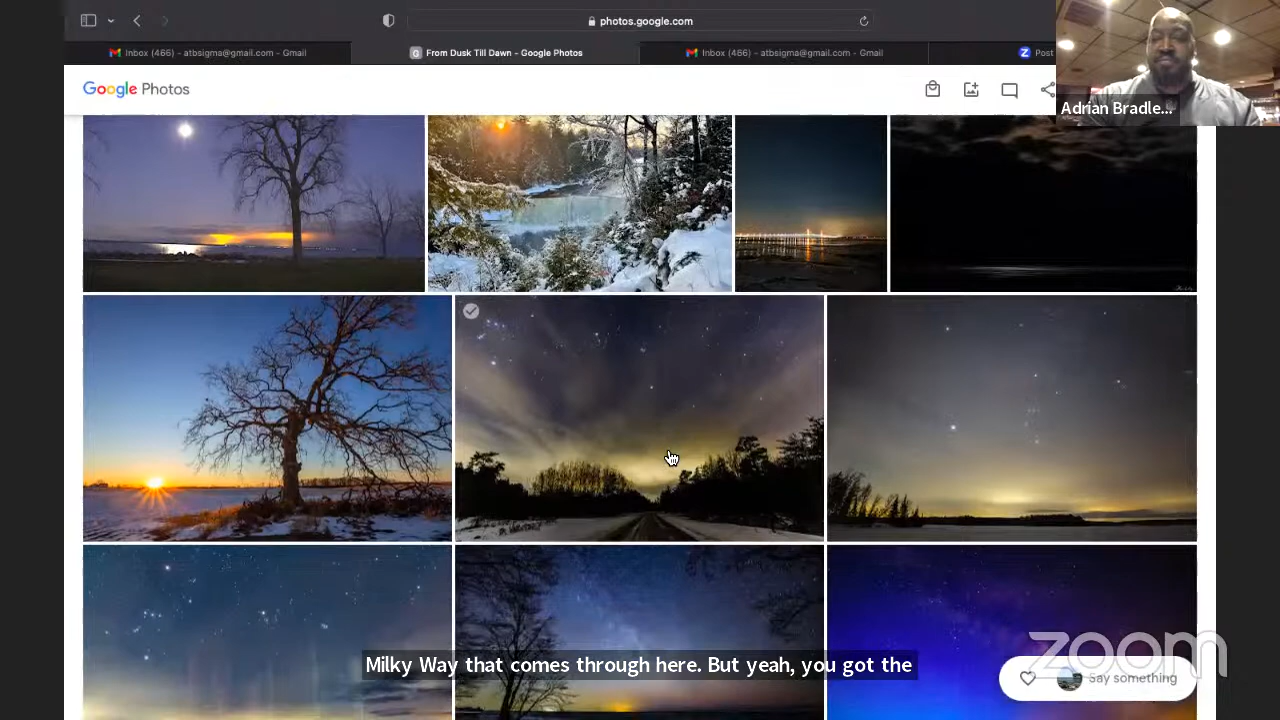 photos.google.com
Inbox (466) - atbsigma@gmail.com - Gmail
From Dusk Till Dawn - Google Photos
Inbox (466) - atbsigma@gmail.com - Gmail
Post
Google Photos
Adrian Bradle...
Milky Way that comes through here. But yeah, you got the
zoom
Say something